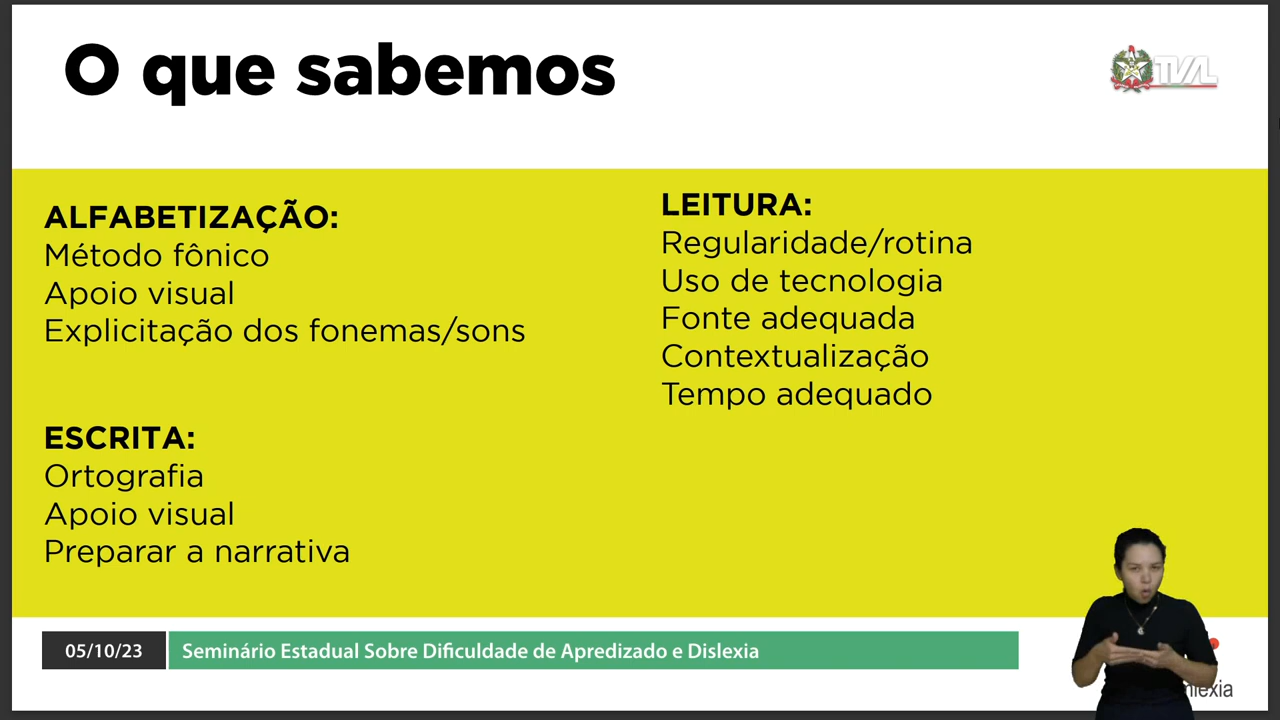 O que sabemos
TVAL
ALFABETIZAÇÃO:
Método fônico
Apoio visual
Explicitação dos fonemas/sons
ESCRITA:
Ortografia
Apoio visual
Preparar a narrativa
LEITURA:
Regularidade/rotina
Uso de tecnologia
Fonte adequada
Contextualização
Tempo adequado
05/10/23
Seminário Estadual Sobre Dificuldade de Apredizado e Dislexia